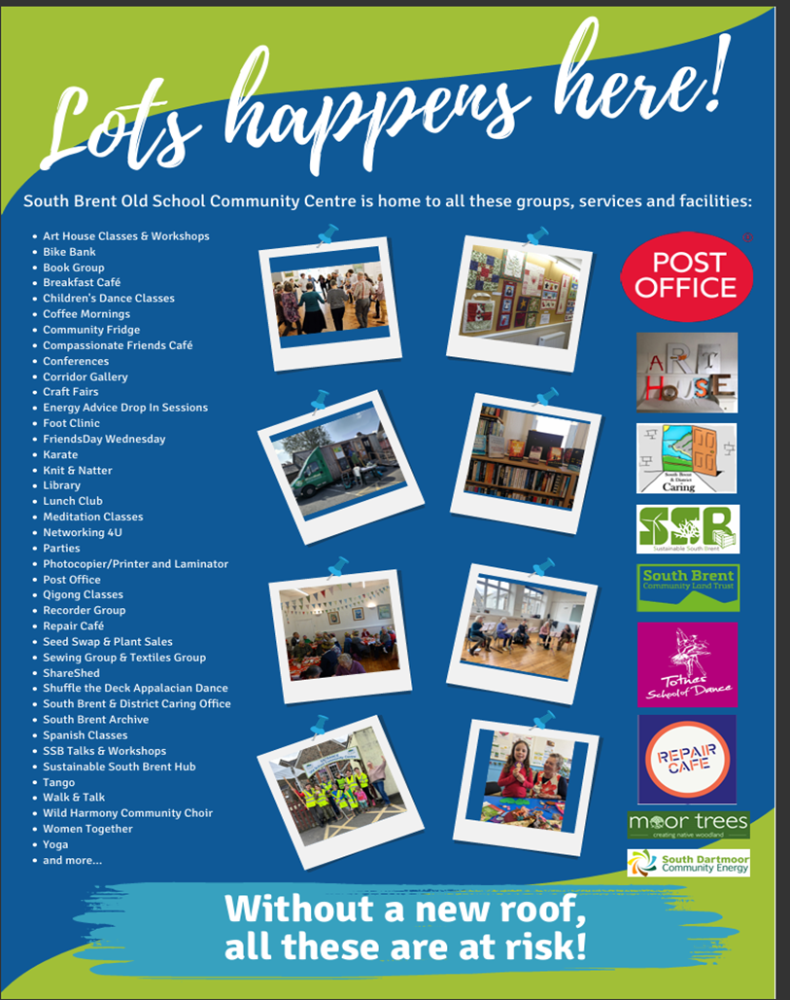 Lots happens here!
South Brent Old School Community Centre is home to all these groups, services and facilities:
• Art House Classes & Workshops
• Bike Bank
• Book Group
• Breakfast Café
• Children's Dance Classes
• Coffee Mornings
• Community Fridge
• Compassionate Friends Café
• Conferences
• Corridor Gallery
• Craft Fairs
• Energy Advice Drop In Sessions
• Foot Clinic
• FriendsDay Wednesday
• Karate
• Knit & Natter
• Library
• Lunch Club
• Meditation Classes
• Networking 4U
• Parties
• Photocopier/Printer and Laminator
• Post Office
• Qigong Classes
• Recorder Group
• Repair Café
• Seed Swap & Plant Sales
• Sewing Group & Textiles Group
• ShareShed
• Shuffle the Deck Appalacian Dance
• South Brent & District Caring Office
• South Brent Archive
• Spanish Classes
• SSB Talks & Workshops
• Sustainable South Brent Hub
• Tango
• Walk & Talk
• Wild Harmony Community Choir
• Women Together
• Yoga
• and more...
POST
OFFICE
®
ART
HOUSE
South Brent
& District
Caring
SSB
Sustainable South Brent
South Brent
Community Land Trust
Totnes
School of Dance
REPAIR
CAFE
moor trees
creating native woodland
South Dartmoor
Community Energy
Without a new roof,
all these are at risk!